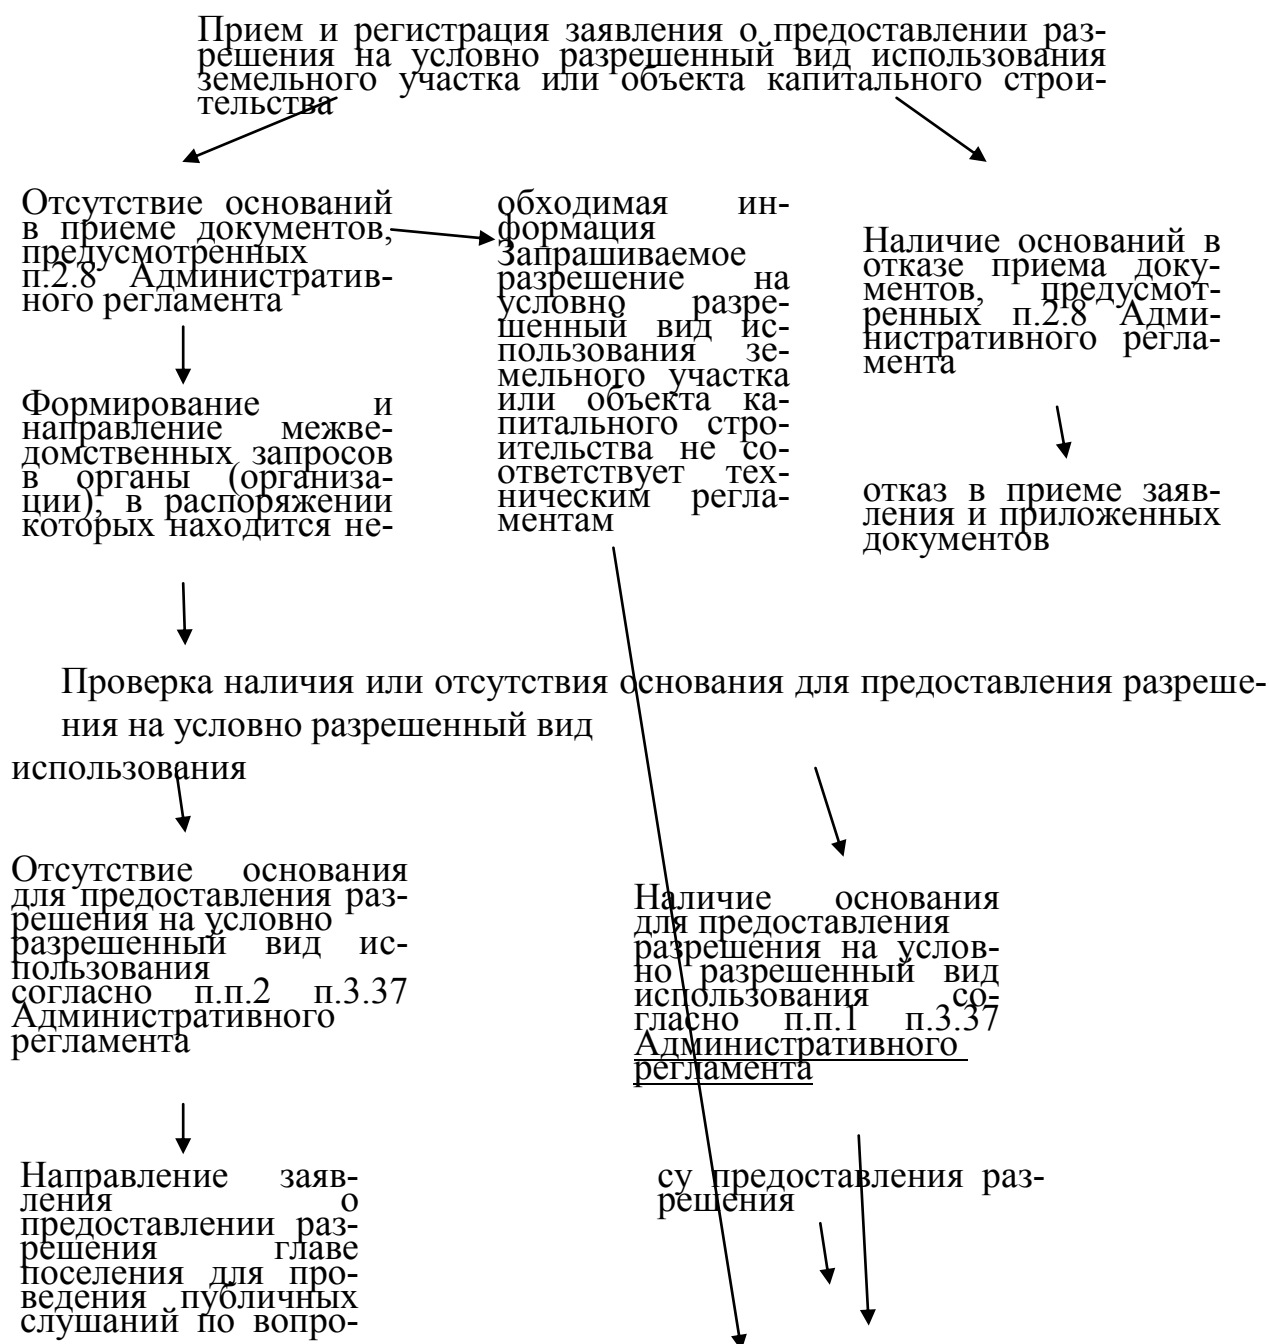 Прием и регистрация заявления о предоставлении раз-
решения на условно разрешенный вид использования
земельного участка или объекта капитального строи-
тельства
Отсутствие оснований
в приеме документов,
предусмотренных
п.2.8 Административ-
ного регламента
Формирование и
направление межве-
домственных запросов
в органы (организа-
ции), в распоряжении
которых находится не-
обходимая ин-
формация
Запрашиваемое
разрешение на
условно разре-
шенный вид ис-
пользования зе-
мельного участка
или объекта ка-
питального стро-
ительства не со-
ответствует тех-
ническим регла-
ментам
Наличие оснований в
отказе приема доку-
ментов, предусмот-
ренных п.2.8 Адми-
нистративного регла-
мента
отказ в приеме заяв-
ления и приложенных
документов
Проверка наличия или отсутствия основания для предоставления разреше-
ния на условно разрешенный вид
использования
Отсутствие основания
для предоставления раз-
решения на условно
разрешенный вид ис-
пользования
согласно п.п.2 п.3.37
Административного
регламента
Наличие основания
для предоставления
разрешения на услов-
но разрешенный вид
использования со-
гласно п.п.1 п.3.37
Административного
регламента
Направление заяв-
ления о
предоставлении раз-
решения главе
поселения для про-
ведения публичных
слушаний по вопро-
су предоставления раз-
решения